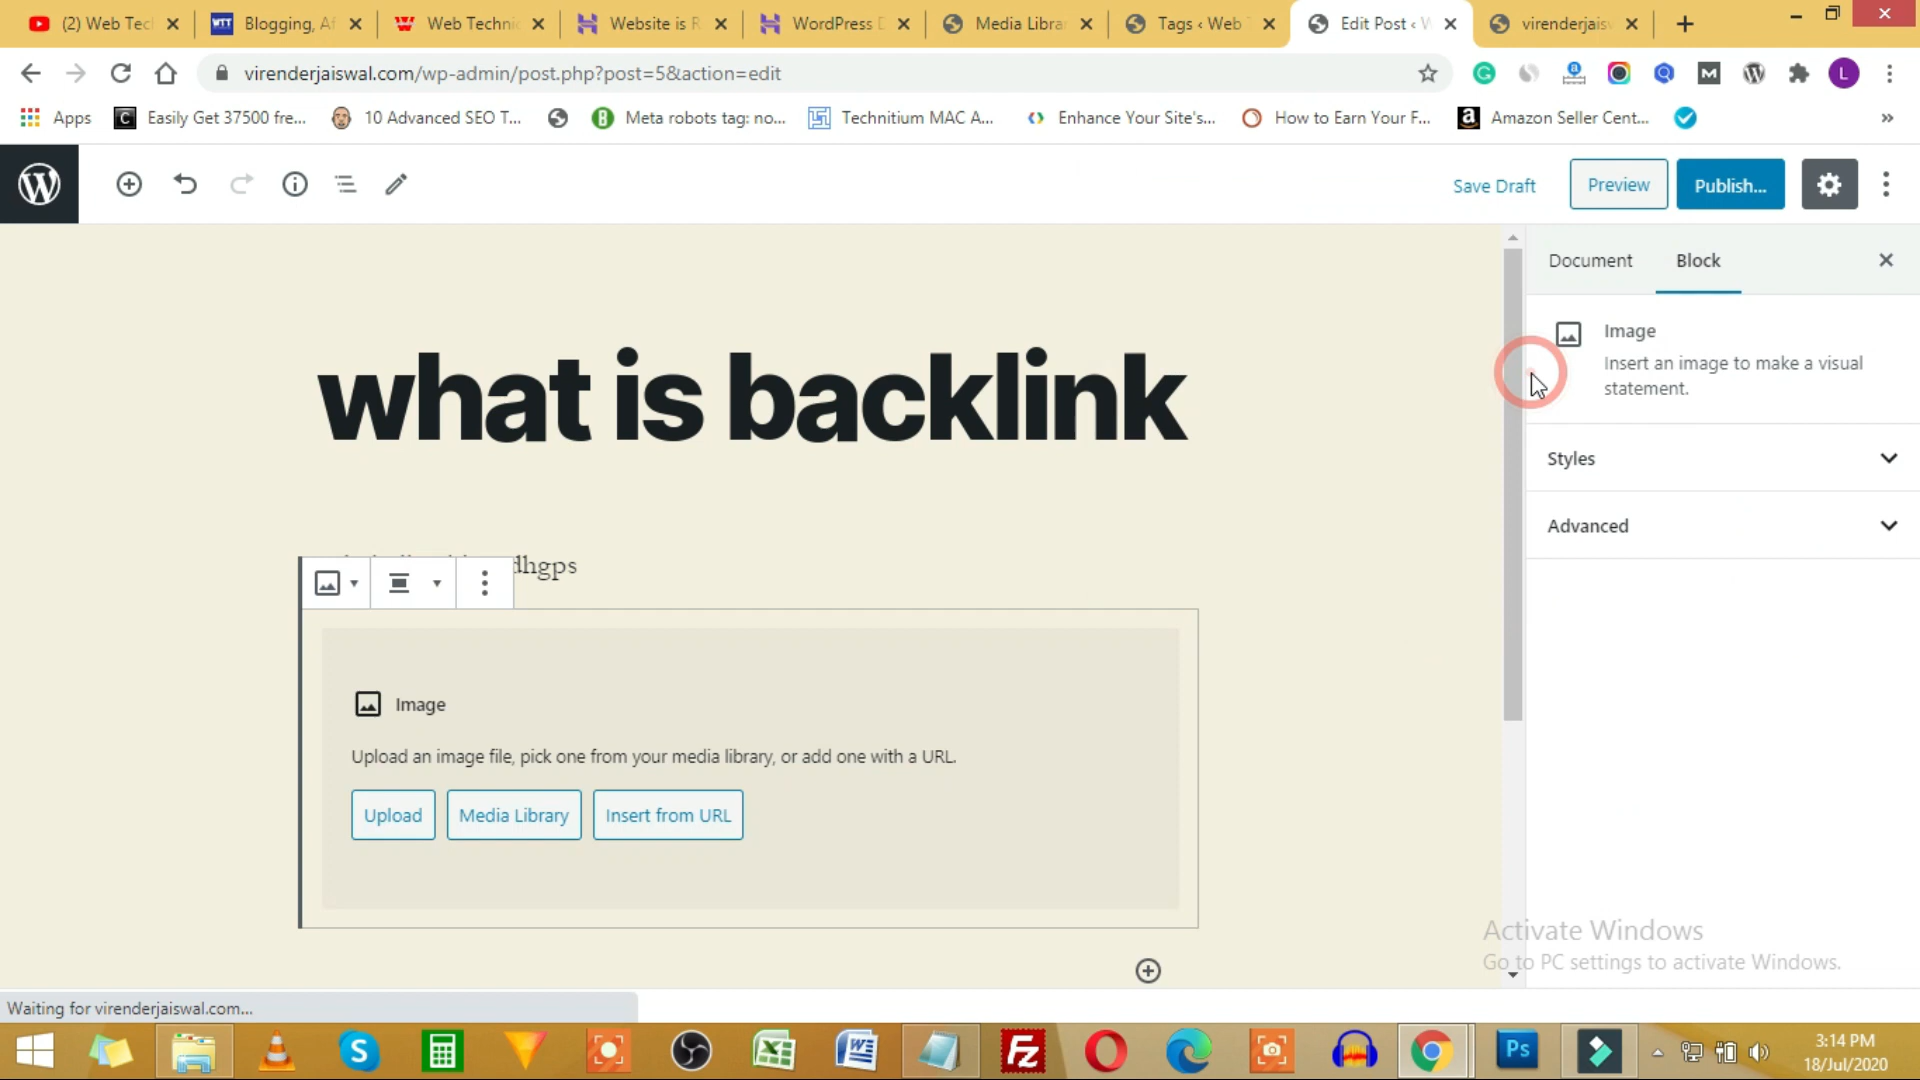 (2) Web Tec
Blogging, Af
Web Techni
Website is R
WordPress D
Media Libra
Tags ‹ Web
Edit Post ‹ W
virenderjais
virenderjaiswal.com/wp-admin/post.php?post=5&action=edit
Apps
Easily Get 37500 fre...
10 Advanced SEO T...
Meta robots tag: no...
Technitium MAC A...
Enhance Your Site's...
How to Earn Your F...
Amazon Seller Cent...
Save Draft
Preview
Publish...
Document
Block
Image
Insert an image to make a visual
statement.
Styles
Advanced
what is backlink
dhgps
Image
Upload an image file, pick one from your media library, or add one with a URL.
Upload
Media Library
Insert from URL
Activate Windows
Go to PC settings to activate Windows.
Waiting for virenderjaiswal.com...
3:14 PM
18/Jul/2020